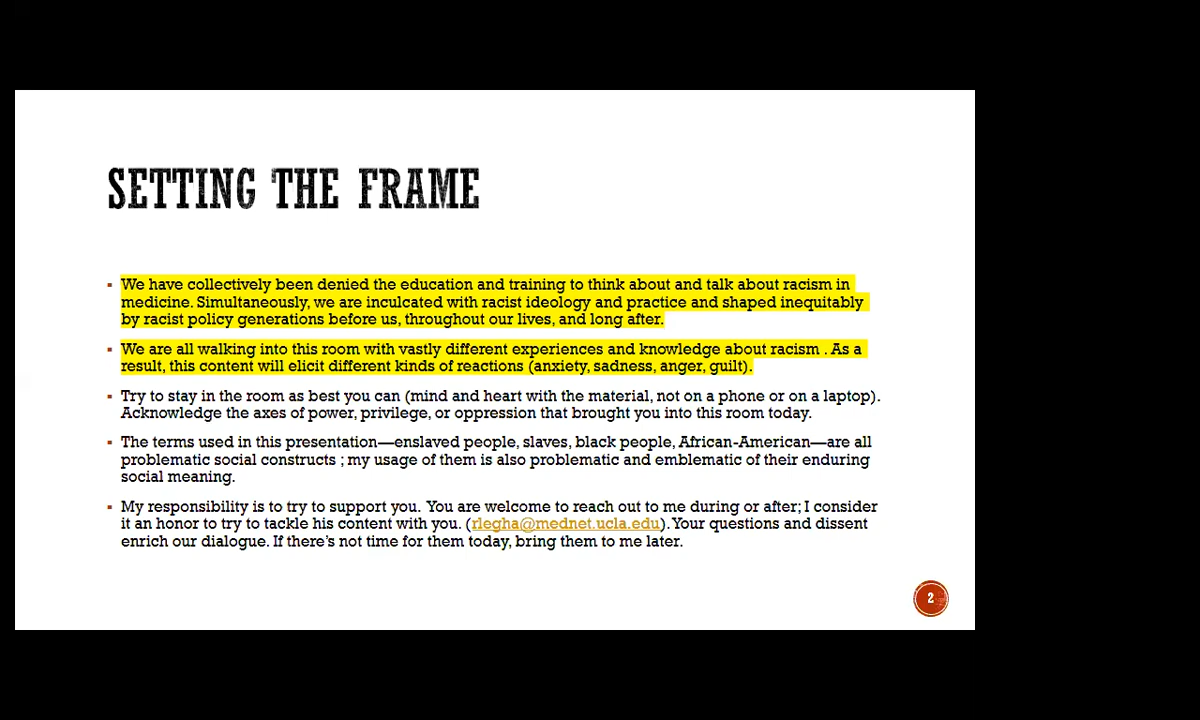 SETTING THE FRAME
▪ We have collectively been denied the education and training to think about and talk about racism in
medicine. Simultaneously, we are inculcated with racist ideology and practice and shaped inequitably
by racist policy generations before us, throughout our lives, and long after.
▪ We are all walking into this room with vastly different experiences and knowledge about racism . As a
result, this content will elicit different kinds of reactions (anxiety, sadness, anger, guilt).
▪ Try to stay in the room as best you can (mind and heart with the material, not on a phone or on a laptop).
Acknowledge the axes of power, privilege, or oppression that brought you into this room today.
▪ The terms used in this presentation—enslaved people, slaves, black people, African-American—are all
problematic social constructs ; my usage of them is also problematic and emblematic of their enduring
social meaning.
▪ My responsibility is to try to support you. You are welcome to reach out to me during or after; I consider
it an honor to try to tackle his content with you. (rlegha@mednet.ucla.edu). Your questions and dissent
enrich our dialogue. If there's not time for them today, bring them to me later.
2